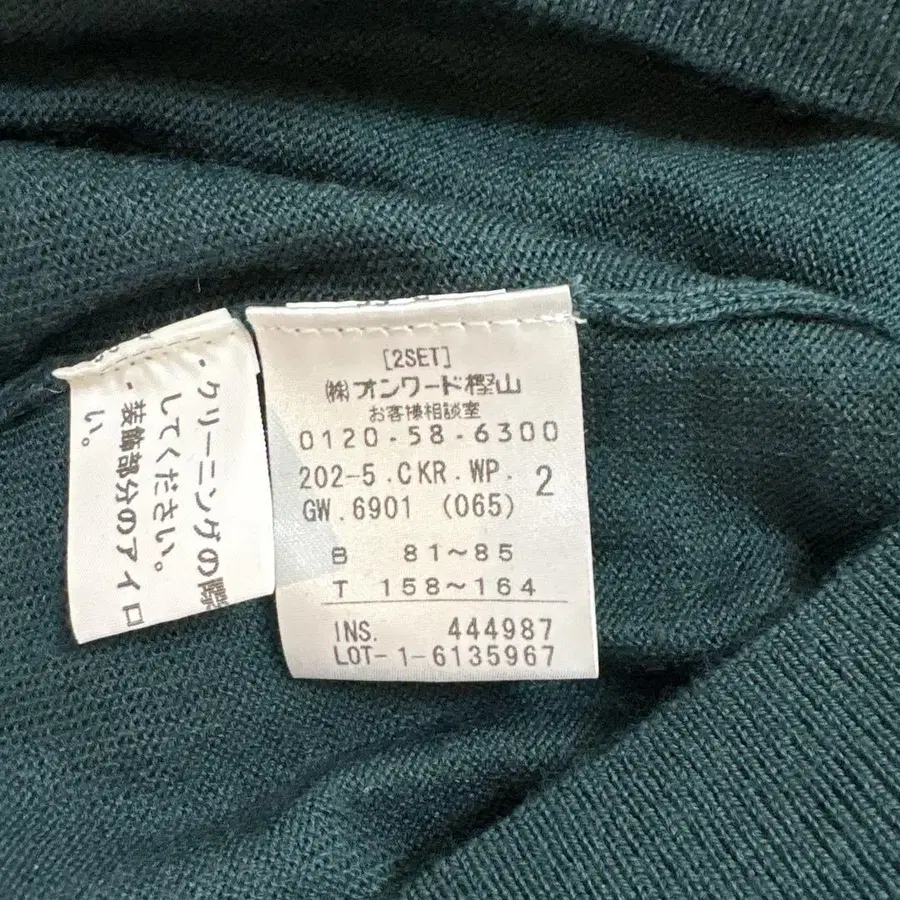 ・クリーニングの際
してください。
・装飾部分のアイロ
い。
[2SET]
㈱オンワード樫山
お客様相談室
0120-58-6300
202-5.CKR.WP. 2
GW.6901 (065)
B 81~85
T 158~164
INS. 444987
LOT-1-6135967